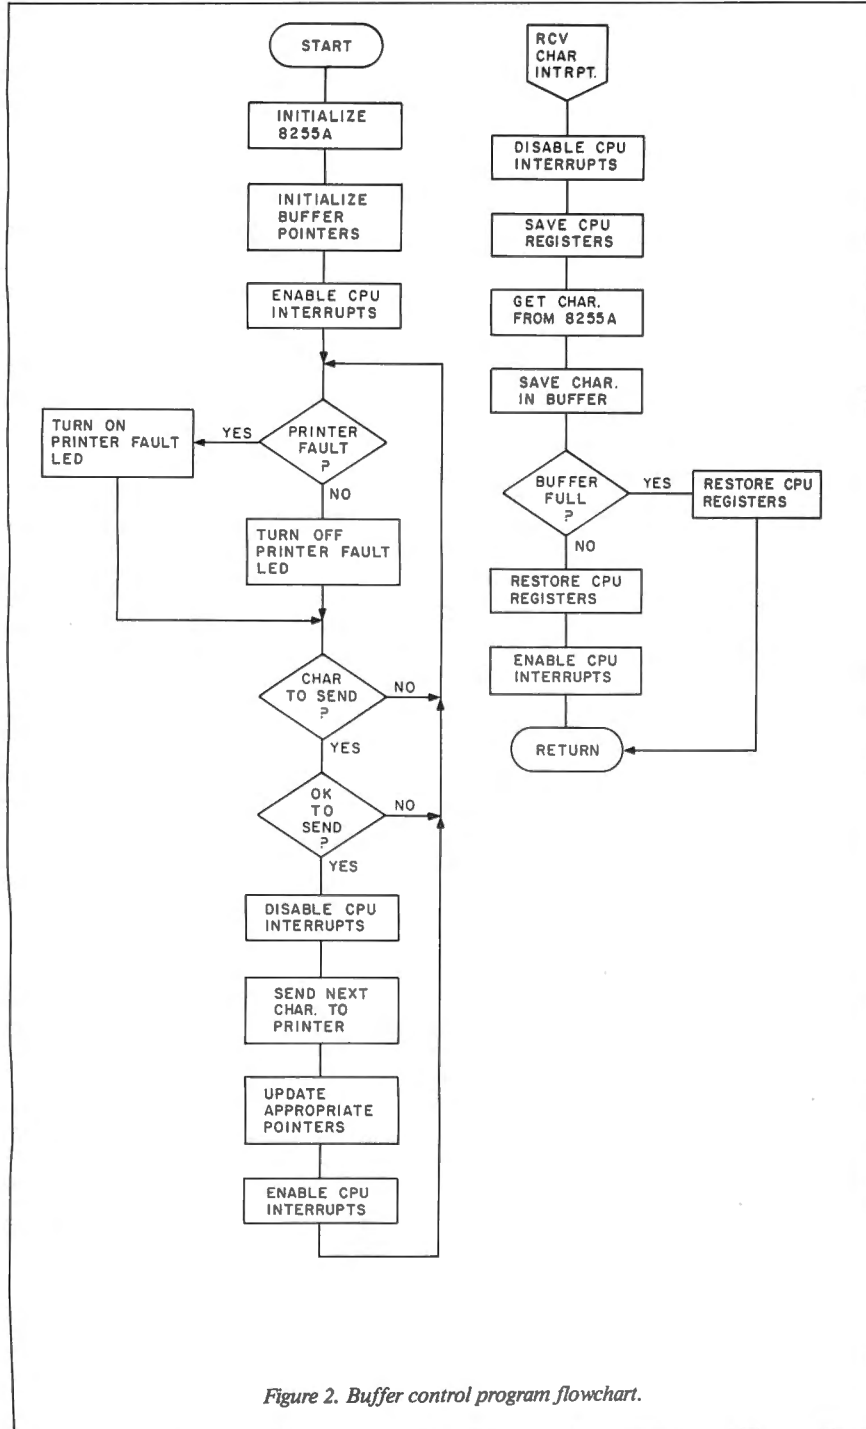 START
INITIALIZE
8255A
INITIALIZE
BUFFER
POINTERS
ENABLE CPU
INTERRUPTS
TURN ON
PRINTER FAULT
LED
YES
PRINTER
FAULT
?
NO
TURN OFF
PRINTER FAULT
LED
CHAR
TO SEND
?
NO
YES
OK
TO
SEND
?
NO
YES
DISABLE CPU
INTERRUPTS
SEND NEXT
CHAR. TO
PRINTER
UPDATE
APPROPRIATE
POINTERS
ENABLE CPU
INTERRUPTS
RCV
CHAR
INTRPT.
DISABLE CPU
INTERRUPTS
SAVE CPU
REGISTERS
GET CHAR.
FROM 8255A
SAVE CHAR.
IN BUFFER
BUFFER
FULL
?
YES
RESTORE CPU
REGISTERS
NO
RESTORE CPU
REGISTERS
ENABLE CPU
INTERRUPTS
RETURN
Figure 2. Buffer control program flowchart.